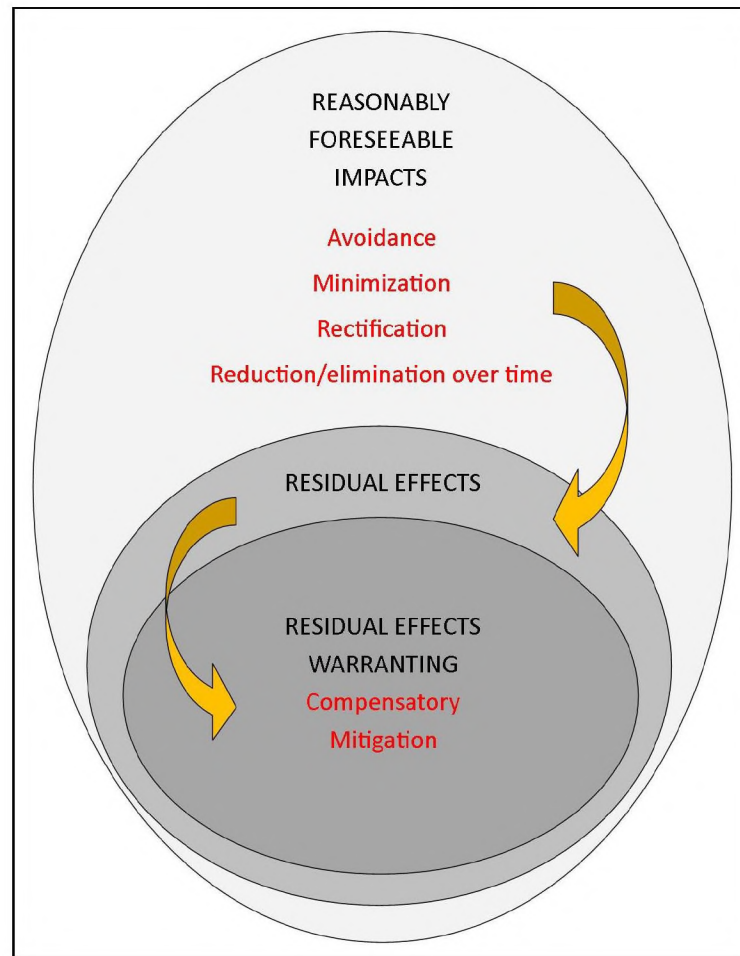 REASONABLY
FORESEEABLE
IMPACTS
Avoidance
Minimization
Rectification
Reduction/elimination over time
RESIDUAL EFFECTS
RESIDUAL EFFECTS
WARRANTING
Compensatory
Mitigation